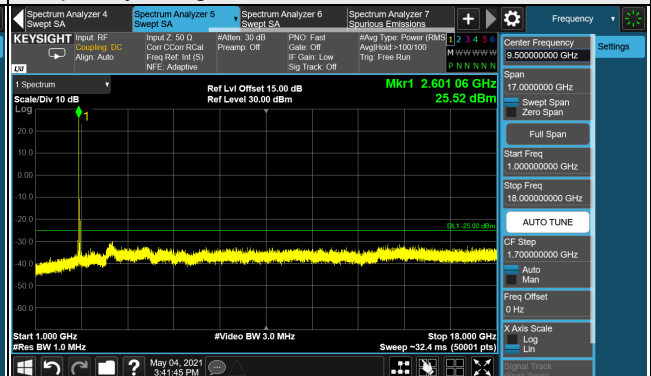 Spectrum Analyzer 4
Swept SA
Spectrum Analyzer 5
Swept SA
Spectrum Analyzer 6
Swept SA
Spectrum Analyzer 7
Spurious Emissions
Frequency
KEYSIGHT
Input: RF
Coupling: DC
Align: Auto
Input Z: 50 Ω
Corr CCorr RCal
Freq Ref: Int (S)
NFE: Adaptive
#Atten: 30 dB
Preamp: Off
PNO: Fast
Gate: Off
IF Gain: Low
Sig Track: Off
#Avg Type: Power (RMS
Avg|Hold:>100/100
Trig: Free Run
1 2 3 4 5 6
M W W W W W
P N N N N N
LXI
1 Spectrum
Scale/Div 10 dB
Log
Ref Lvl Offset 15.00 dB
Ref Level 30.00 dBm
Mkr1 2.601 06 GHz
25.52 dBm
1
20.0
10.0
0.00
-10.0
-20.0
-30.0
-40.0
-50.0
-60.0
DL1 -25.00 dBm
Start 1.000 GHz
#Res BW 1.0 MHz
#Video BW 3.0 MHz
Stop 18.000 GHz
Sweep ~32.4 ms (50001 pts)
May 04, 2021
3:41:45 PM
Center Frequency
9.500000000 GHz
Settings
Span
17.0000000 GHz
Swept Span
Zero Span
Full Span
Start Freq
1.000000000 GHz
Stop Freq
18.000000000 GHz
AUTO TUNE
CF Step
1.700000000 GHz
Auto
Man
Freq Offset
0 Hz
X Axis Scale
Log
Lin
Signal Track